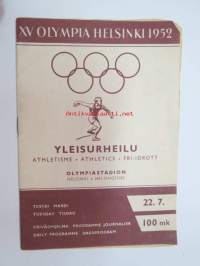 XV OLYMPIA HELSINKI 1952
YLEISURHEILU
ATHLETISME • ATHLETICS • FRI-IDROTT
OLYMPIASTADION
HELSINKI • HELSINGFORS
TIISTAI MARDI
TUESDAY TISDAG
22.7.
PÄIVÄOHJELMA PROGRAMME JOURNALIER
DAILY PROGRAMME DAGSPROGRAM
100 mk